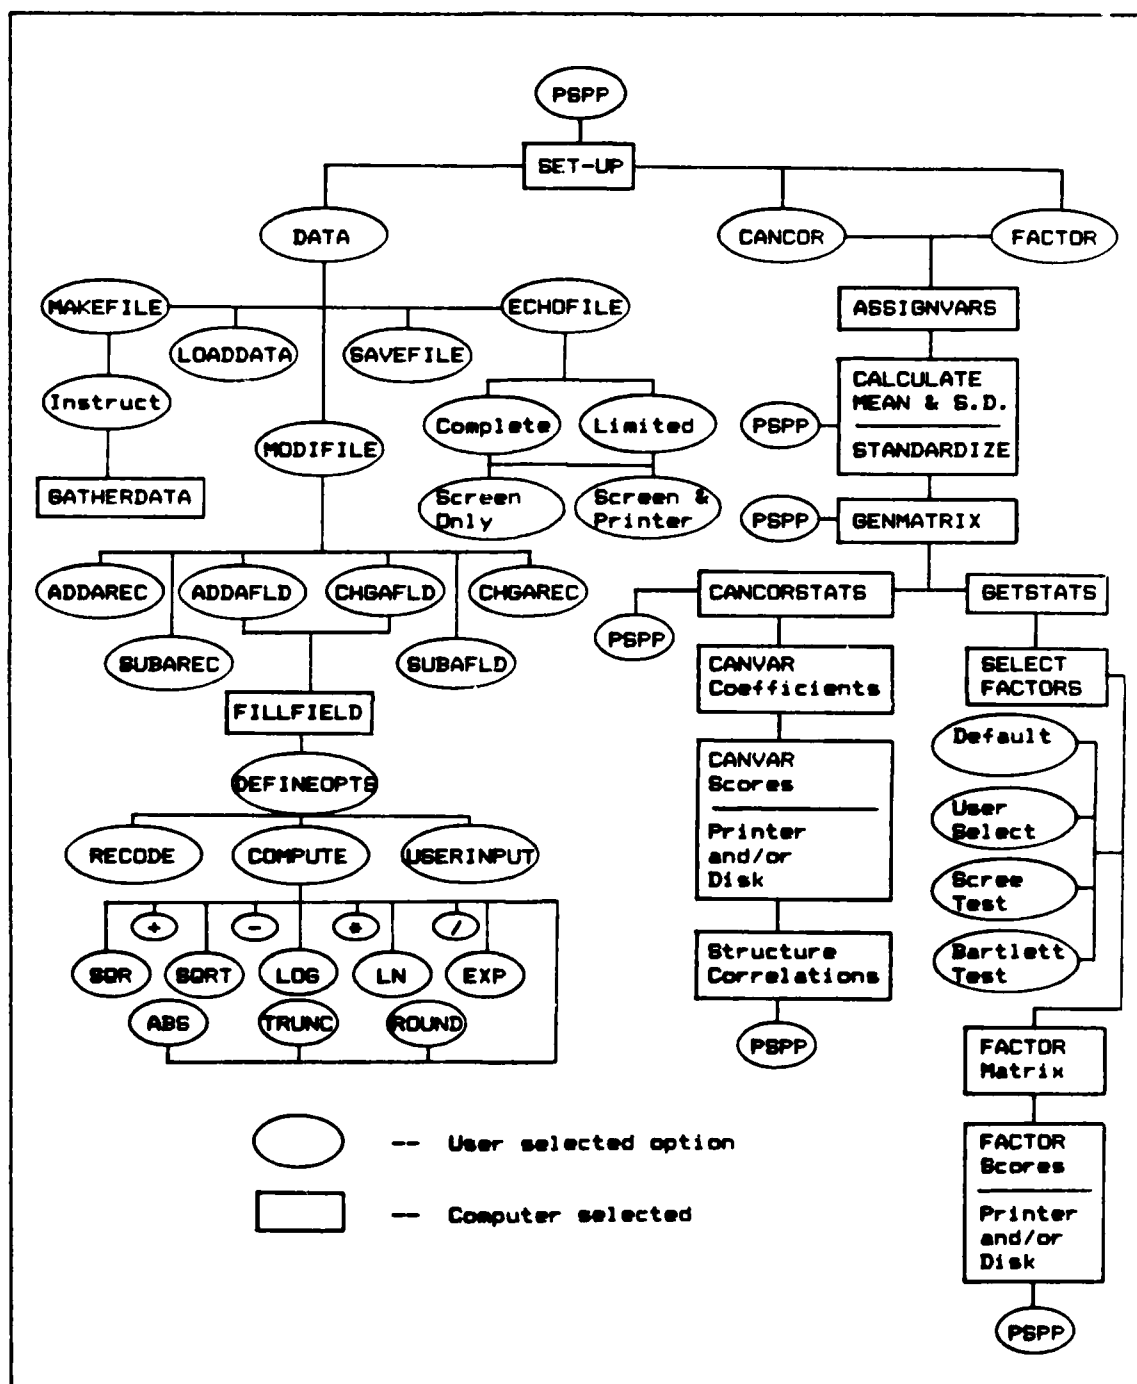 PSPP
SET-UP
DATA
CANCOR
FACTOR
MAKEFILE
ECHOFILE
ASSIGNVARS
LOADDATA
SAVEFILE
Instruct
CALCULATE
MEAN & S.D.
STANDARDIZE
PSPP
Complete
Limited
MODIFILE
GATHERDATA
Screen
Only
Screen &
Printer
PSPP
GENMATRIX
ADDAREC
ADDAFLD
CHGAFLD
CHGAREC
CANCORSTATS
GETSTATS
PSPP
SUBAREC
SUBAFLD
CANVAR
Coefficients
SELECT
FACTORS
FILLFIELD
Default
DEFINEOPTS
CANVAR
Scores
Printer
and/or
Disk
User
Select
RECODE
COMPUTE
USERINPUT
Scree
Test
+
-
*
/
SQR
SQRT
LOG
LN
EXP
Structure
Correlations
Bartlett
Test
ABS
TRUNC
ROUND
PSPP
FACTOR
Matrix
-- User selected option
FACTOR
Scores
Printer
and/or
Disk
-- Computer selected
PSPP